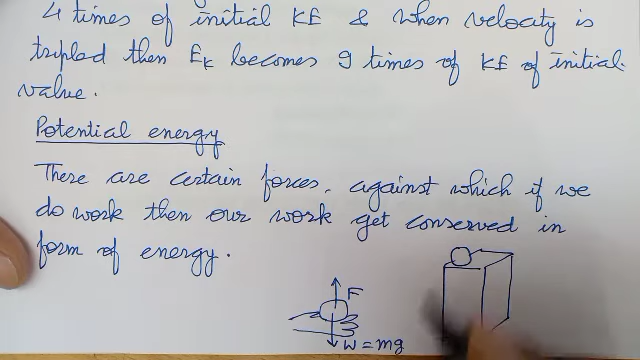 4 times of initial KE & when velocity is
tripled then Ek becomes 9 times of KE of initial
value.
Potential energy
There are certain forces, against which if we
do work then our work get conserved in
form of energy.
F
W = mg